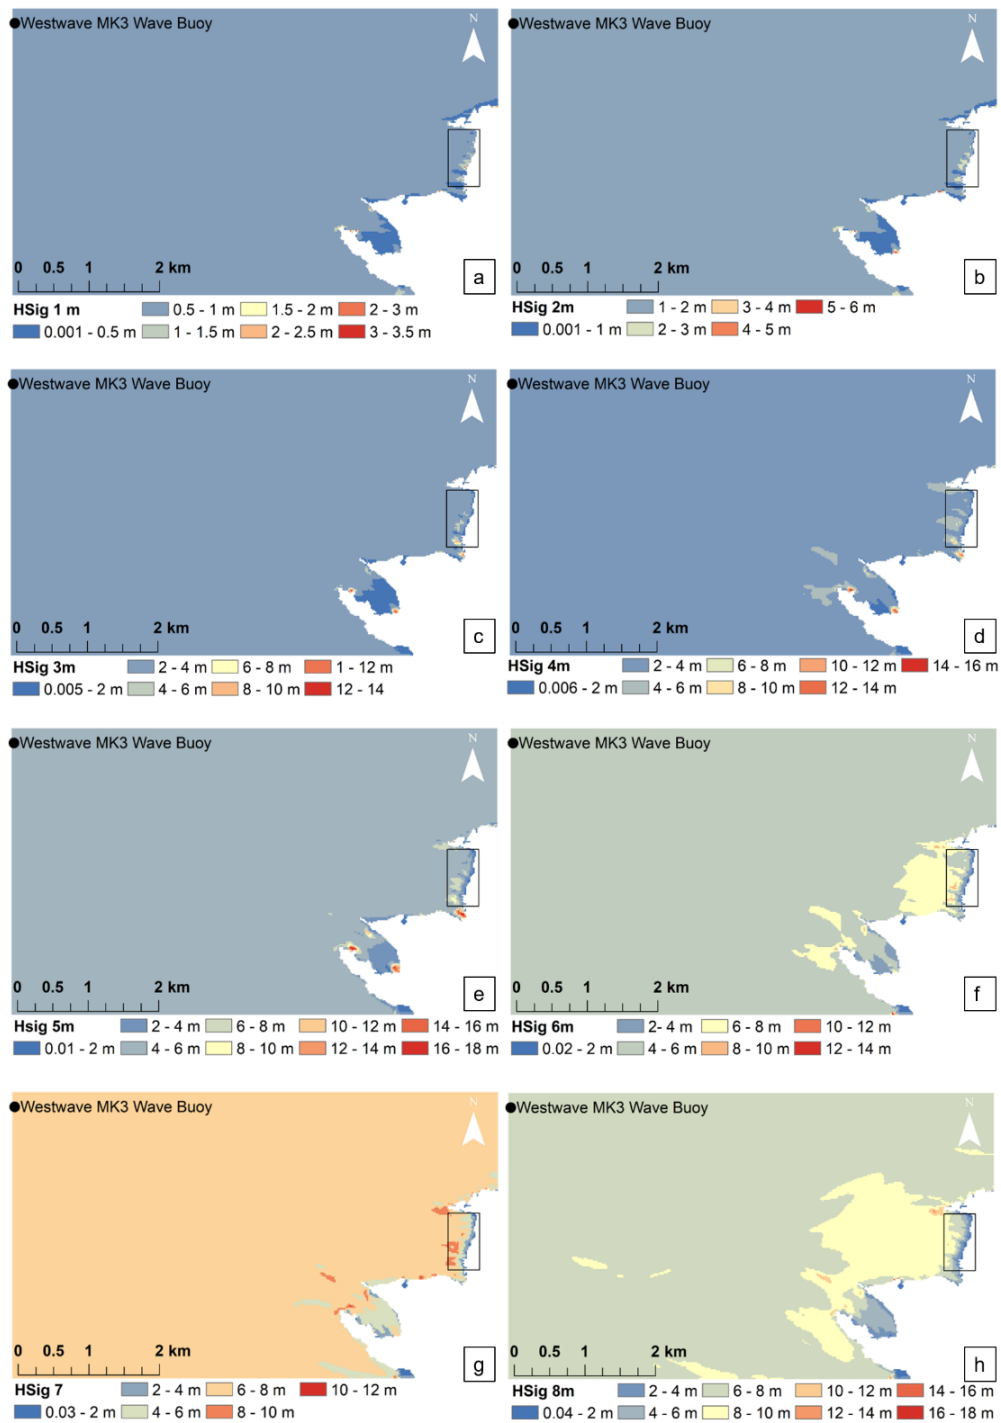 Westwave MK3 Wave Buoy
N
0 0.5 1 2 km
a
HSig 1 m 0.5 - 1 m 1.5 - 2 m 2 - 3 m
0.001 - 0.5 m 1 - 1.5 m 2 - 2.5 m 3 - 3.5 m
Westwave MK3 Wave Buoy
N
0 0.5 1 2 km
b
HSig 2m 1 - 2 m 3 - 4 m 5 - 6 m
0.001 - 1 m 2 - 3 m 4 - 5 m
Westwave MK3 Wave Buoy
N
0 0.5 1 2 km
c
HSig 3m 2 - 4 m 6 - 8 m 1 - 12 m
0.005 - 2 m 4 - 6 m 8 - 10 m 12 - 14
Westwave MK3 Wave Buoy
N
0 0.5 1 2 km
d
HSig 4m 2 - 4 m 6 - 8 m 10 - 12 m 14 - 16 m
0.006 - 2 m 4 - 6 m 8 - 10 m 12 - 14 m
Westwave MK3 Wave Buoy
N
0 0.5 1 2 km
e
Hsig 5m 2 - 4 m 6 - 8 m 10 - 12 m 14 - 16 m
0.01 - 2 m 4 - 6 m 8 - 10 m 12 - 14 m 16 - 18 m
Westwave MK3 Wave Buoy
N
0 0.5 1 2 km
f
HSig 6m 2 - 4 m 6 - 8 m 10 - 12 m
0.02 - 2 m 4 - 6 m 8 - 10 m 12 - 14 m
Westwave MK3 Wave Buoy
N
0 0.5 1 2 km
g
HSig 7 2 - 4 m 6 - 8 m 10 - 12 m
0.03 - 2 m 4 - 6 m 8 - 10 m
Westwave MK3 Wave Buoy
N
0 0.5 1 2 km
h
HSig 8m 2 - 4 m 6 - 8 m 10 - 12 m 14 - 16 m
0.04 - 2 m 4 - 6 m 8 - 10 m 12 - 14 m 16 - 18 m